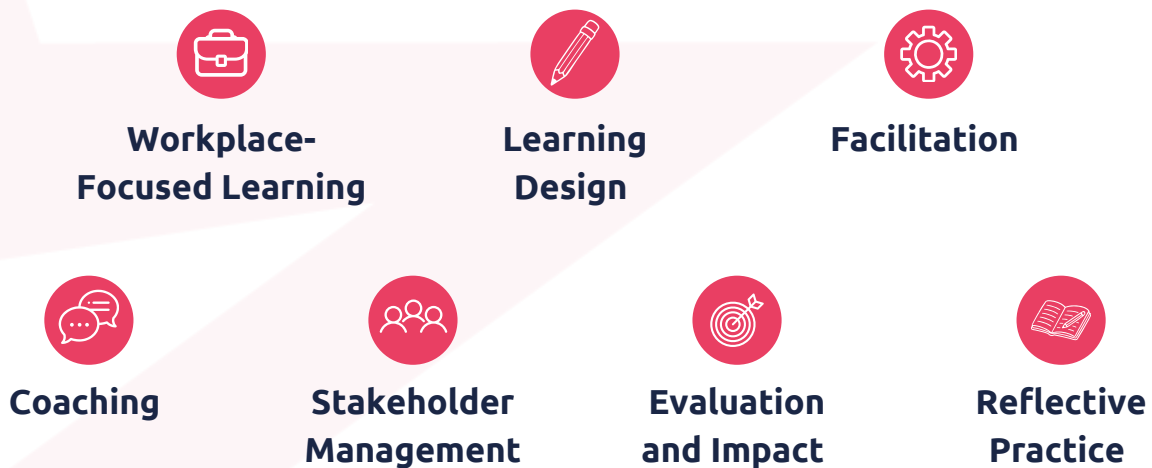 Workplace-
Focused Learning
Learning
Design
Facilitation
Coaching
Stakeholder
Management
Evaluation
and Impact
Reflective
Practice